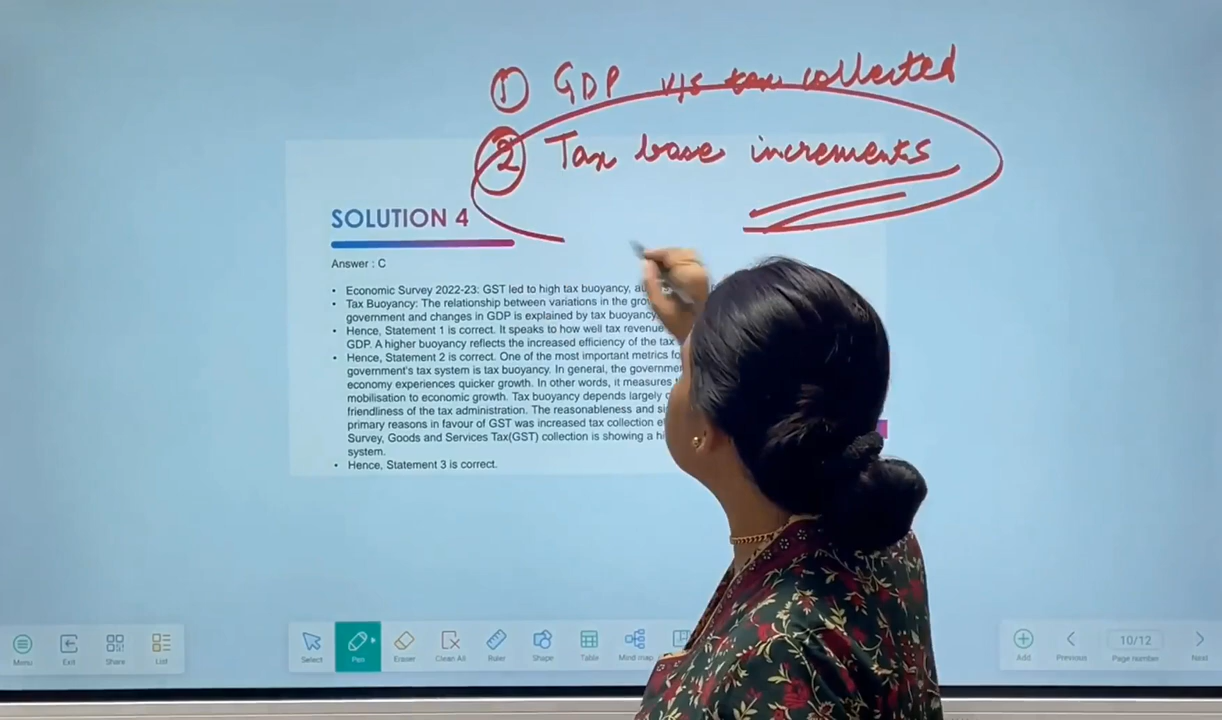 ① GDP v/s tax collected
② Tax base increments
SOLUTION 4
Answer : C
• Economic Survey 2022-23: GST led to high tax buoyancy,
• Tax Buoyancy: The relationship between variations in the
government and changes in GDP is explained by tax buoyancy.
• Hence, Statement 1 is correct. It speaks to how well tax revenue
GDP. A higher buoyancy reflects the increased efficiency of the tax
• Hence, Statement 2 is correct. One of the most important metrics
government's tax system is tax buoyancy. In general, the
economy experiences quicker growth. In other words, it measures
mobilisation to economic growth. Tax buoyancy depends largely
friendliness of the tax administration. The reasonableness and
primary reasons in favour of GST was increased tax collection
Survey, Goods and Services Tax(GST) collection is showing a
system.
• Hence, Statement 3 is correct.
Menu Exit Share List Select Pen Eraser Clean All Ruler Shape Table Mind map Add Previous 10/12 Page number Next